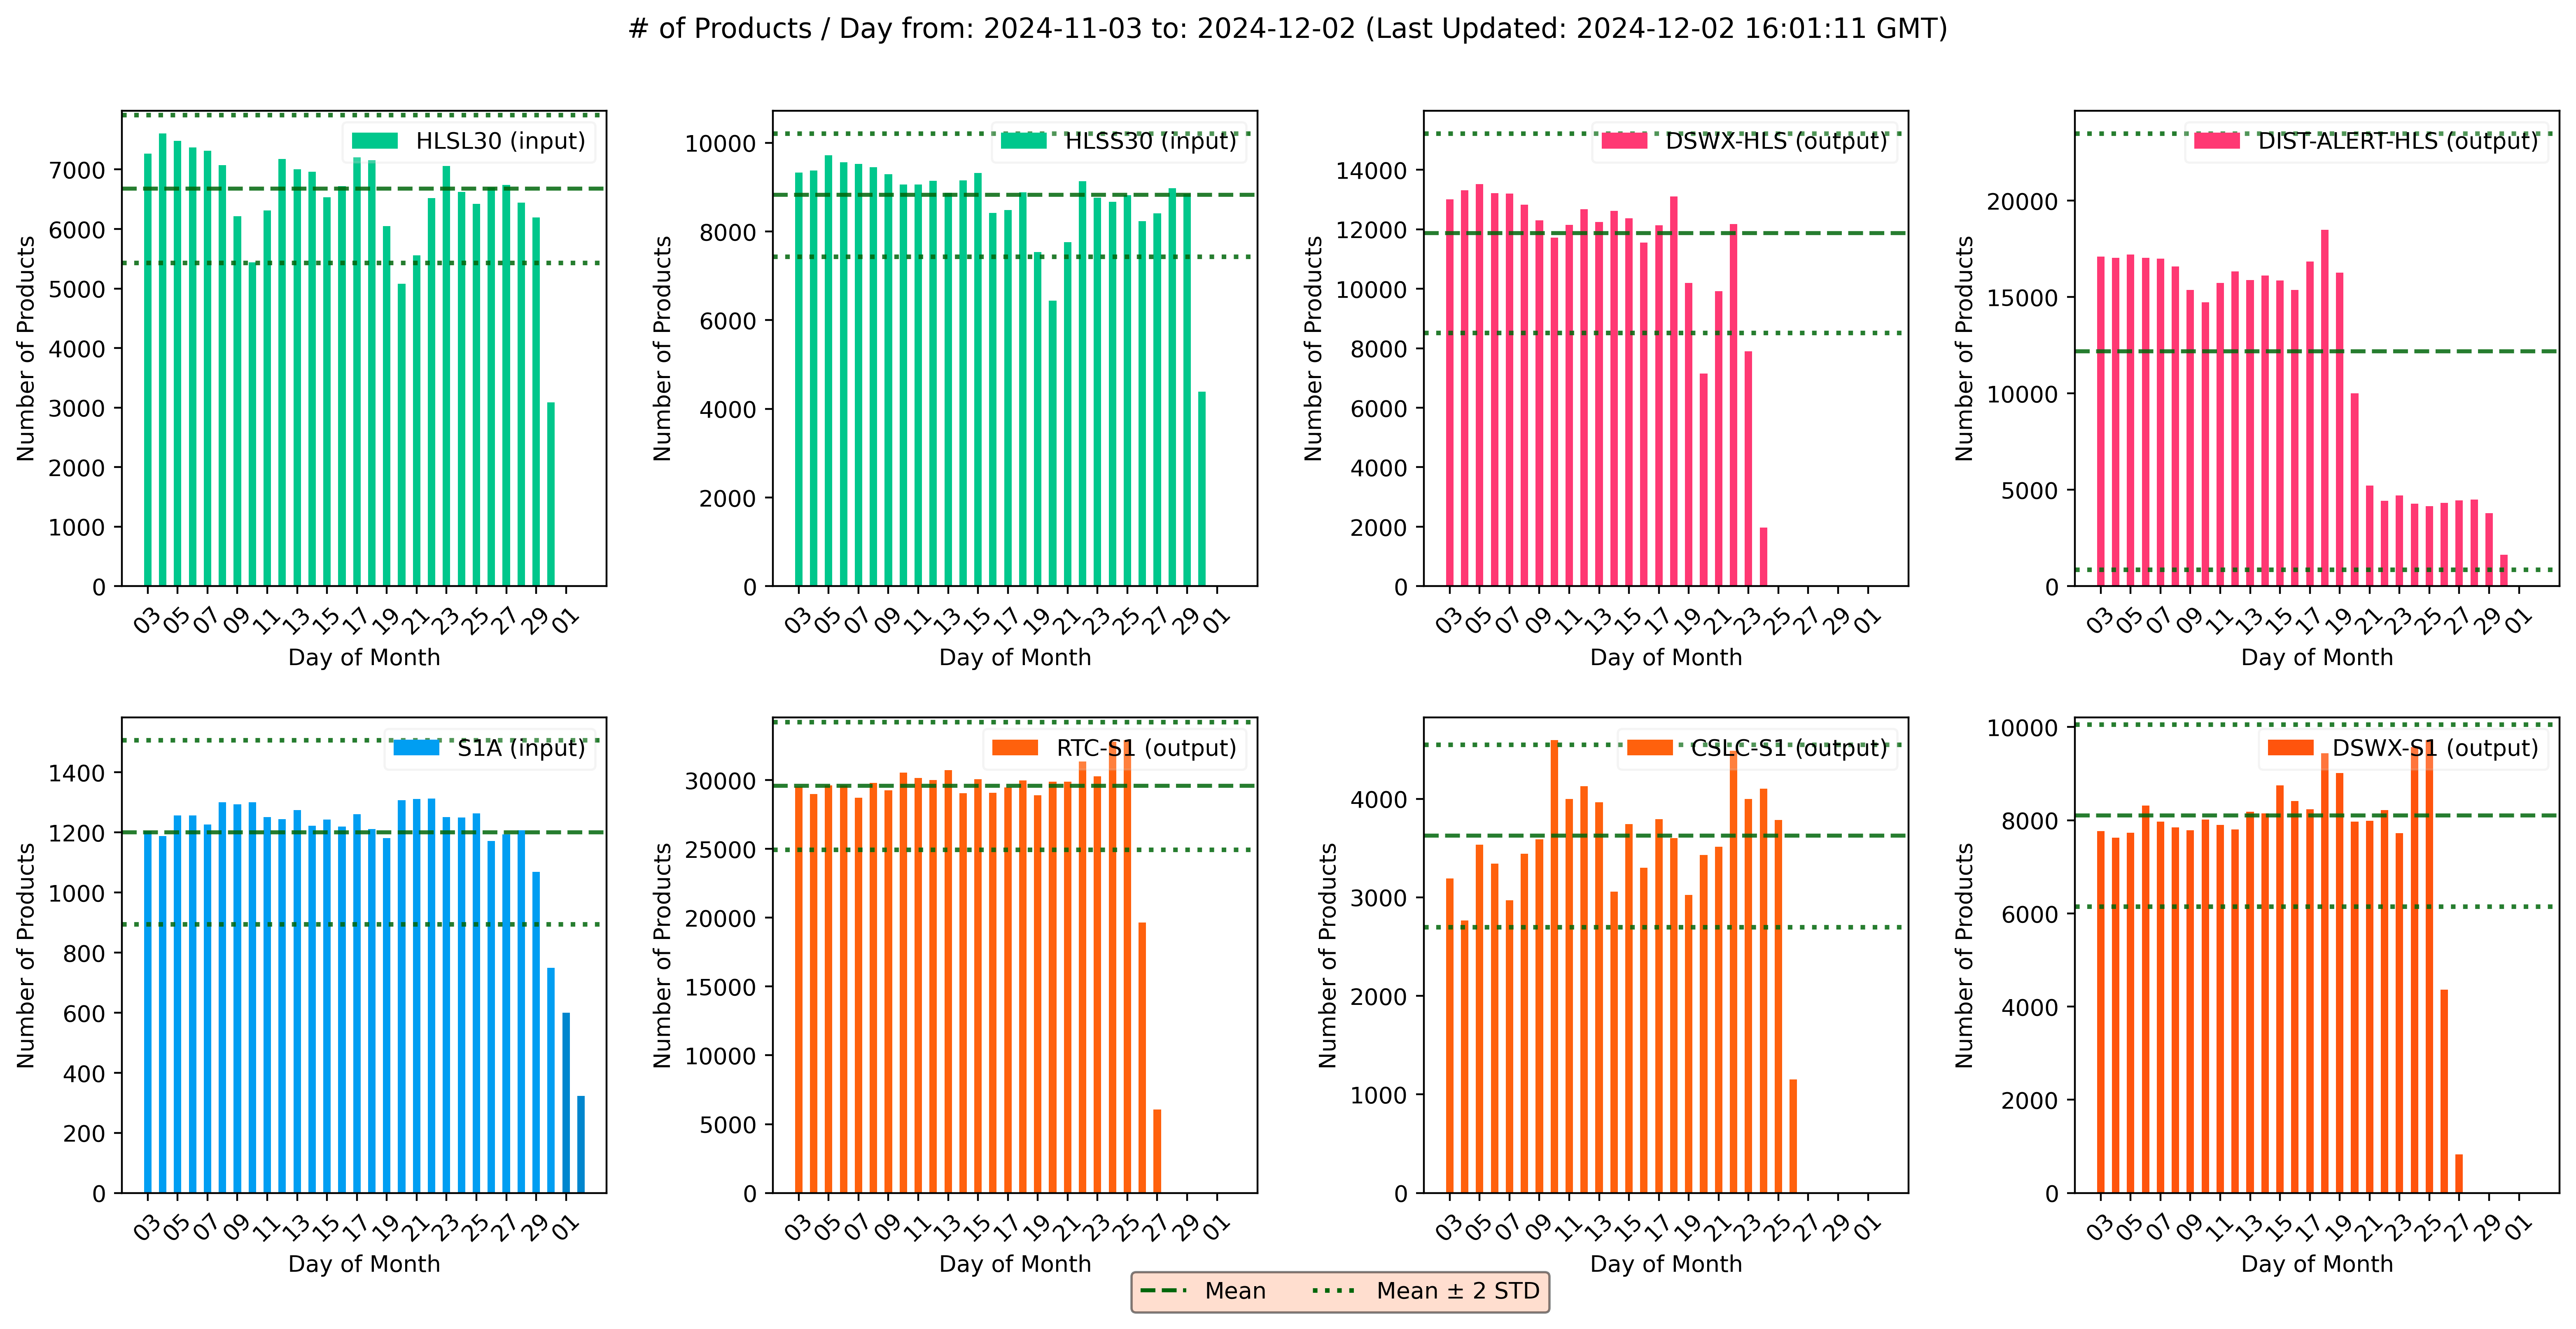 # of Products / Day from: 2024-11-03 to: 2024-12-02 (Last Updated: 2024-12-02 16:01:11 GMT)
HLSL30 (input)
Number of Products
7000
6000
5000
4000
3000
2000
1000
0
03 05 07 09 11 13 15 17 19 21 23 25 27 29 01
Day of Month
HLSS30 (input)
Number of Products
10000
8000
6000
4000
2000
0
03 05 07 09 11 13 15 17 19 21 23 25 27 29 01
Day of Month
DSWX-HLS (output)
Number of Products
14000
12000
10000
8000
6000
4000
2000
0
03 05 07 09 11 13 15 17 19 21 23 25 27 29 01
Day of Month
DIST-ALERT-HLS (output)
Number of Products
20000
15000
10000
5000
0
03 05 07 09 11 13 15 17 19 21 23 25 27 29 01
Day of Month
S1A (input)
Number of Products
1400
1200
1000
800
600
400
200
0
03 05 07 09 11 13 15 17 19 21 23 25 27 29 01
Day of Month
RTC-S1 (output)
Number of Products
30000
25000
20000
15000
10000
5000
0
03 05 07 09 11 13 15 17 19 21 23 25 27 29 01
Day of Month
CSLC-S1 (output)
Number of Products
4000
3000
2000
1000
0
03 05 07 09 11 13 15 17 19 21 23 25 27 29 01
Day of Month
DSWX-S1 (output)
Number of Products
10000
8000
6000
4000
2000
0
03 05 07 09 11 13 15 17 19 21 23 25 27 29 01
Day of Month
Mean Mean ± 2 STD